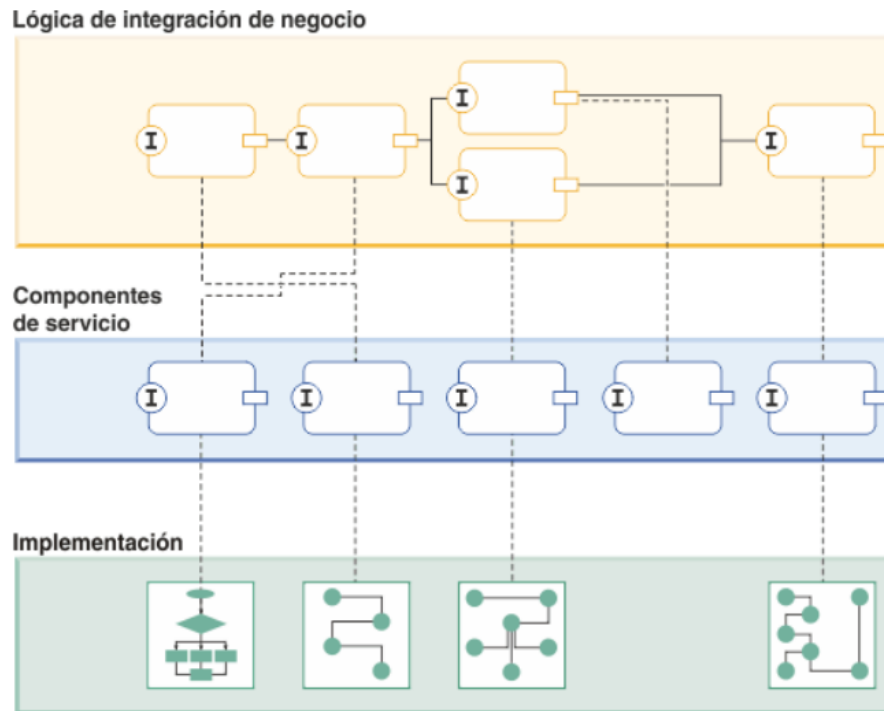 Lógica de integración de negocio
I
I
I
I
I
Componentes
de servicio
I
I
I
I
I
Implementación